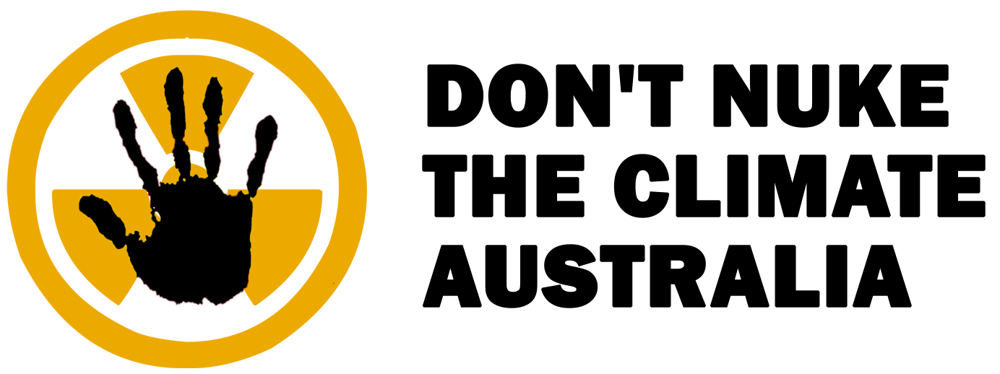 DON'T NUKE
THE CLIMATE
AUSTRALIA